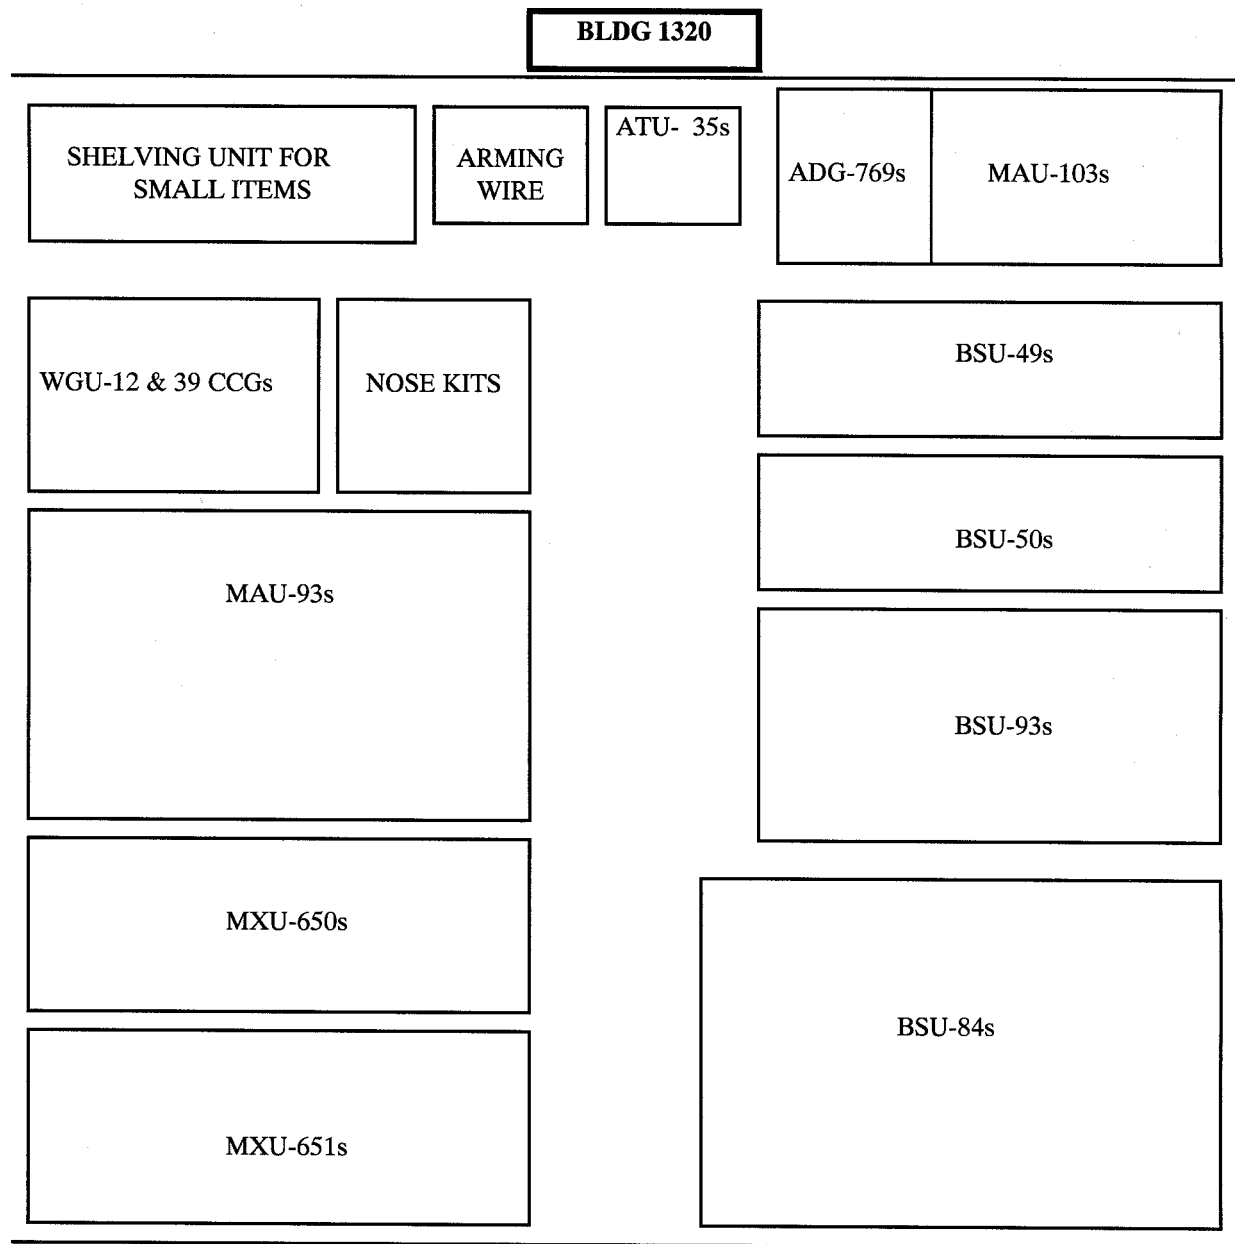 BLDG 1320
SHELVING UNIT FOR
SMALL ITEMS
ARMING
WIRE
ATU- 35s
ADG-769s
MAU-103s
WGU-12 & 39 CCGs
NOSE KITS
BSU-49s
BSU-50s
MAU-93s
BSU-93s
MXU-650s
BSU-84s
MXU-651s